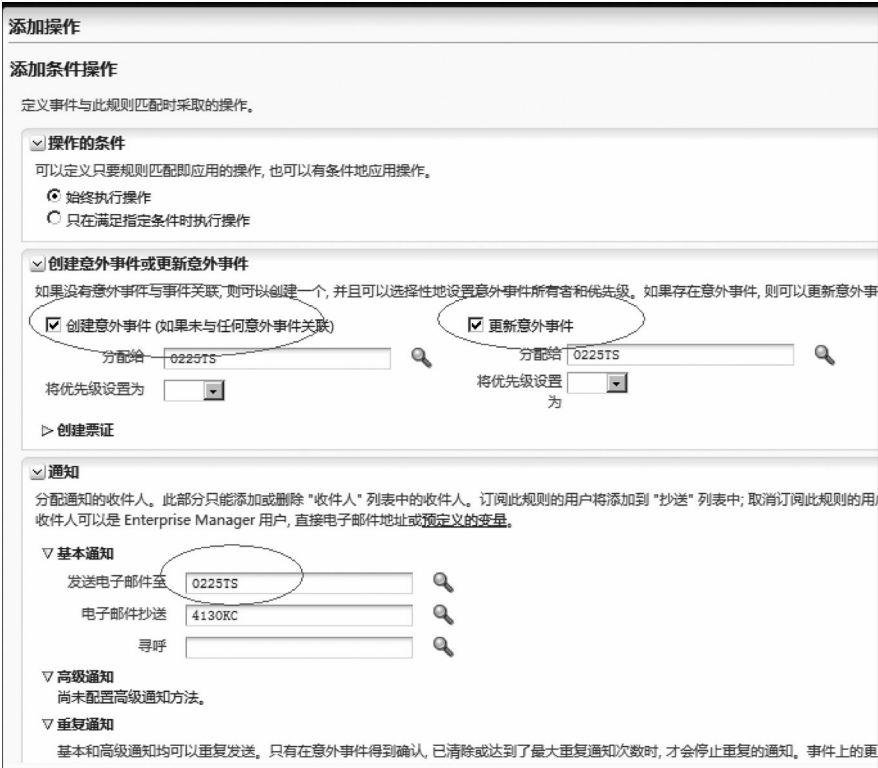 添加操作
添加条件操作
定义事件与此规则匹配时采取的操作。
操作的条件
可以定义只要规则匹配即应用的操作, 也可以有条件地应用操作。
始终执行操作
只在满足指定条件时执行操作
创建意外事件或更新意外事件
如果没有意外事件与事件关联, 则可以创建一个, 并且可以选择性地设置意外事件所有者和优先级。如果存在意外事件, 则可以更新意外事
创建意外事件 (如果未与任何意外事件关联)
更新意外事件
分配给 0225TS
分配给 0225TS
将优先级设置为
将优先级设置
为
创建票证
通知
分配通知的收件人。此部分只能添加或删除 "收件人" 列表中的收件人。订阅此规则的用户将添加到 "抄送" 列表中; 取消订阅此规则的用
收件人可以是 Enterprise Manager 用户, 直接电子邮件地址或预定义的变量。
基本通知
发送电子邮件至 0225TS
电子邮件抄送 4130KC
寻呼
高级通知
尚未配置高级通知方法。
重复通知
基本和高级通知均可以重复发送。只有在意外事件得到确认, 已清除或达到了最大重复通知次数时, 才会停止重复的通知。事件上的更